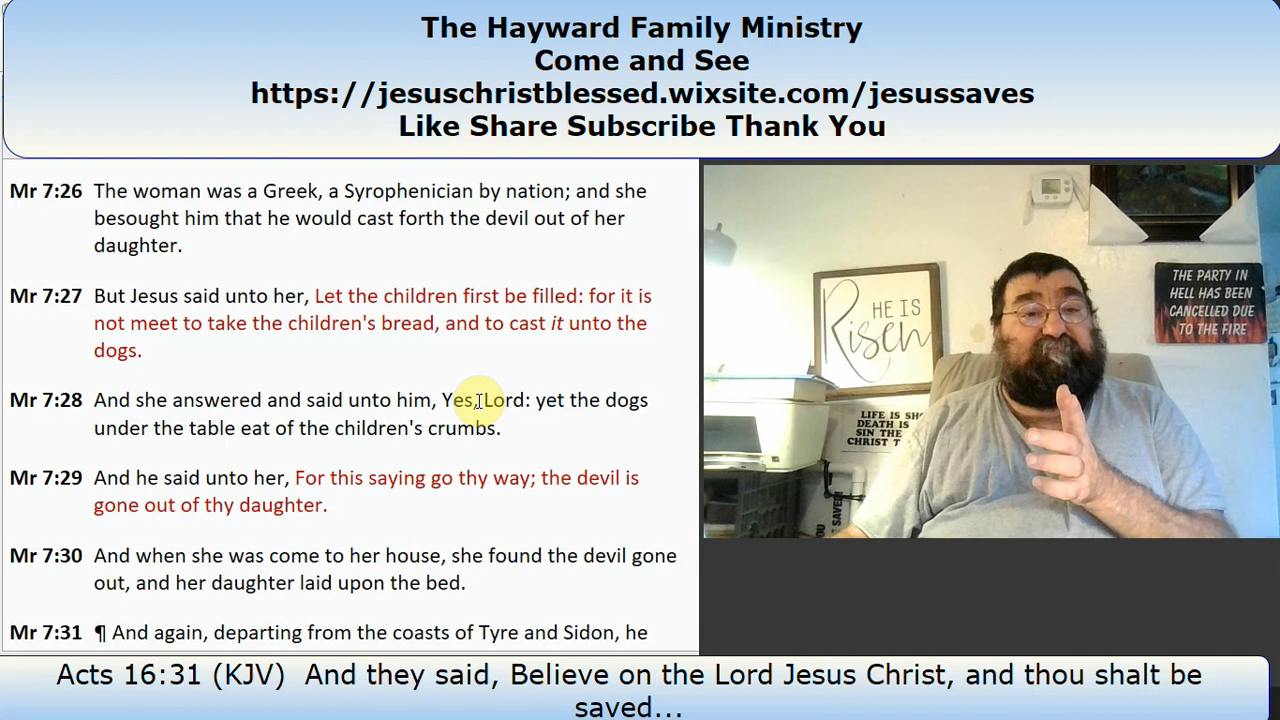 The Hayward Family Ministry
Come and See
https://jesuschristblessed.wixsite.com/jesussaves
Like Share Subscribe Thank You
Mr 7:26 The woman was a Greek, a Syrophenician by nation; and she
besought him that he would cast forth the devil out of her
daughter.
Mr 7:27 But Jesus said unto her, Let the children first be filled: for it is
not meet to take the children's bread, and to cast it unto the
dogs.
Mr 7:28 And she answered and said unto him, Yes, Lord: yet the dogs
under the table eat of the children's crumbs.
Mr 7:29 And he said unto her, For this saying go thy way; the devil is
gone out of thy daughter.
Mr 7:30 And when she was come to her house, she found the devil gone
out, and her daughter laid upon the bed.
Mr 7:31 ¶ And again, departing from the coasts of Tyre and Sidon, he
HE IS
Risen
THE PARTY IN
HELL HAS BEEN
CANCELLED DUE
TO THE FIRE
LIFE IS
DEATH IS
SIN THE
CHRIST
Acts 16:31 (KJV) And they said, Believe on the Lord Jesus Christ, and thou shalt be
saved...